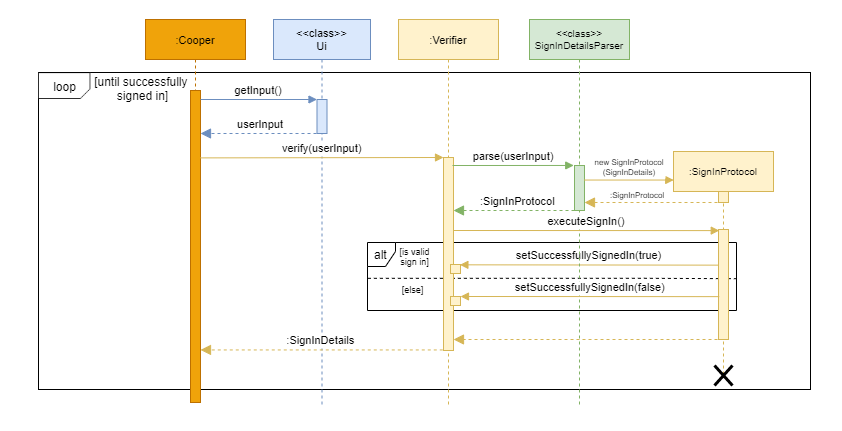 :Cooper
<<class>>
Ui
:Verifier
<<class>>
SignInDetailsParser
loop
[until successfully
signed in]
getInput()
userInput
verify(userInput)
parse(userInput)
new SignInProtocol
(SignInDetails)
:SignInProtocol
:SignInProtocol
:SignInProtocol
executeSignIn()
alt
[is valid
sign in]
setSuccessfullySignedIn(true)
[else]
setSuccessfullySignedIn(false)
:SignInDetails